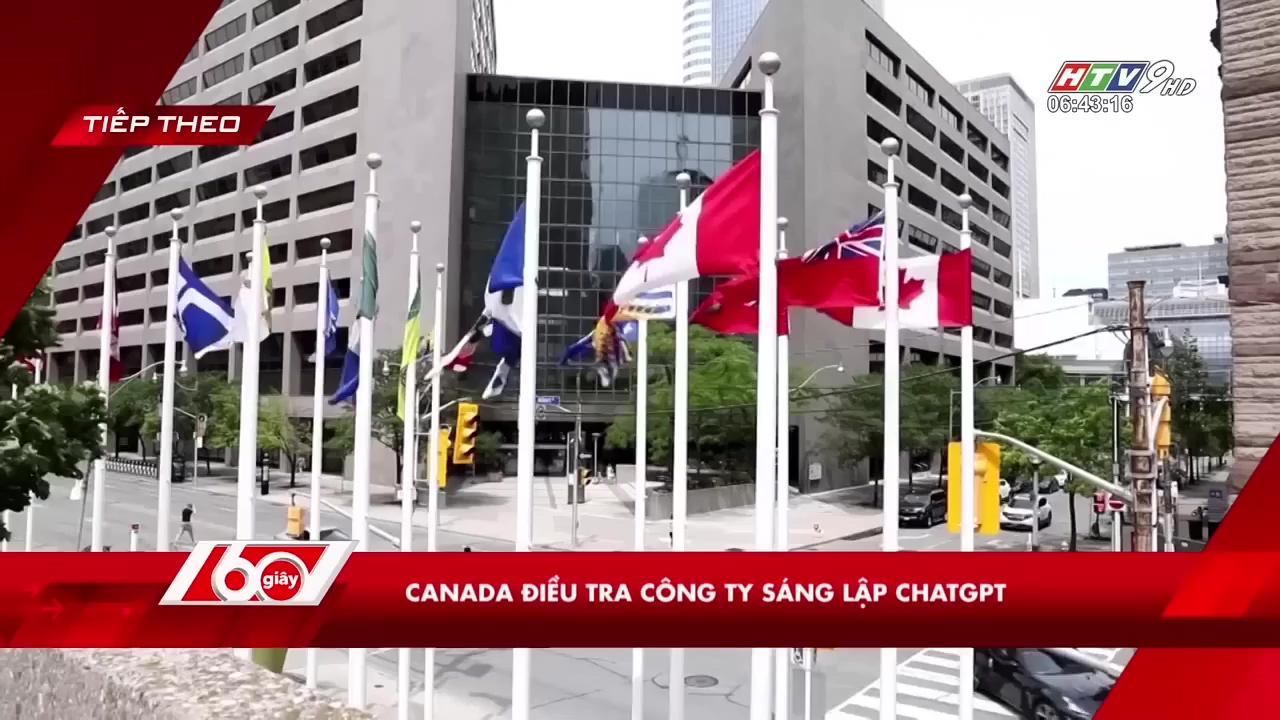 HTV9HD
06:43:16
TIẾP THEO
60 giây
CANADA ĐIỀU TRA CÔNG TY SÁNG LẬP CHATGPT